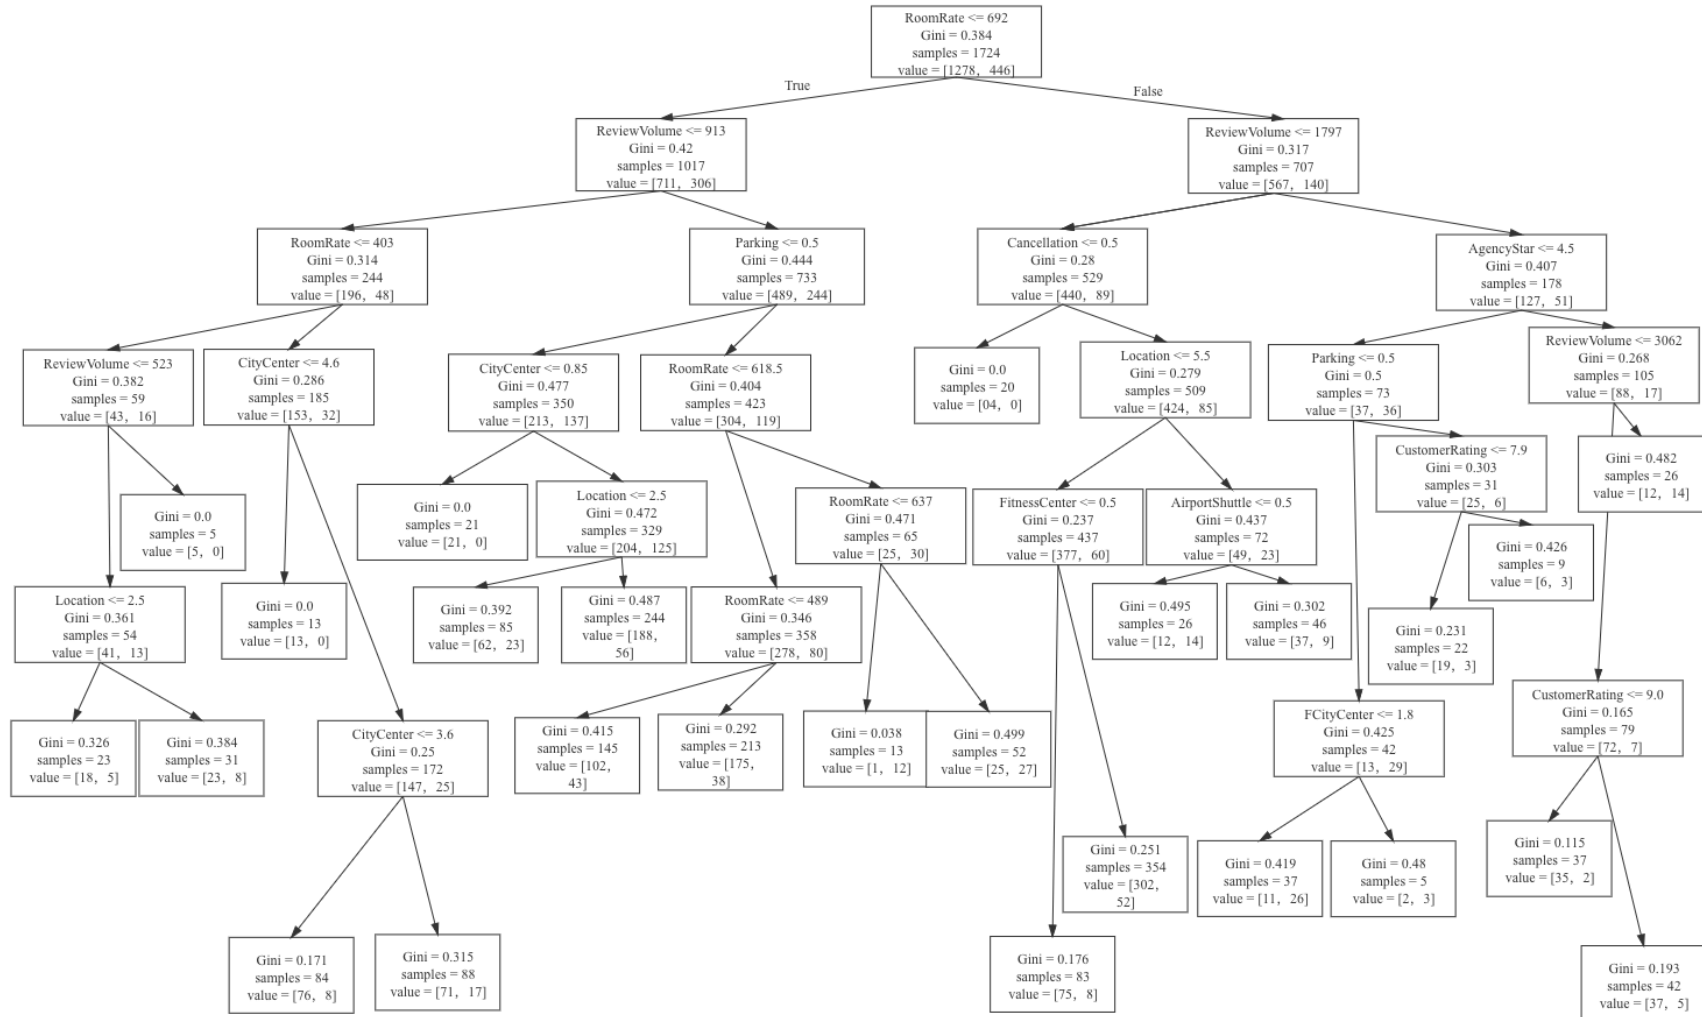 RoomRate <= 692
Gini = 0.384
samples = 1724
value = [1278, 446]
True
False
ReviewVolume <= 913
Gini = 0.42
samples = 1017
value = [711, 306]
ReviewVolume <= 1797
Gini = 0.317
samples = 707
value = [567, 140]
RoomRate <= 403
Gini = 0.314
samples = 244
value = [196, 48]
Parking <= 0.5
Gini = 0.444
samples = 733
value = [489, 244]
Cancellation <= 0.5
Gini = 0.28
samples = 529
value = [440, 89]
AgencyStar <= 4.5
Gini = 0.407
samples = 178
value = [127, 51]
ReviewVolume <= 523
Gini = 0.382
samples = 59
value = [43, 16]
CityCenter <= 4.6
Gini = 0.286
samples = 185
value = [153, 32]
CityCenter <= 0.85
Gini = 0.477
samples = 350
value = [213, 137]
RoomRate <= 618.5
Gini = 0.404
samples = 423
value = [304, 119]
Gini = 0.0
samples = 20
value = [04, 0]
Location <= 5.5
Gini = 0.279
samples = 509
value = [424, 85]
Parking <= 0.5
Gini = 0.5
samples = 73
value = [37, 36]
ReviewVolume <= 3062
Gini = 0.268
samples = 105
value = [88, 17]
Gini = 0.0
samples = 5
value = [5, 0]
Gini = 0.0
samples = 21
value = [21, 0]
Location <= 2.5
Gini = 0.472
samples = 329
value = [204, 125]
RoomRate <= 637
Gini = 0.471
samples = 65
value = [25, 30]
FitnessCenter <= 0.5
Gini = 0.237
samples = 437
value = [377, 60]
AirportShuttle <= 0.5
Gini = 0.437
samples = 72
value = [49, 23]
CustomerRating <= 7.9
Gini = 0.303
samples = 31
value = [25, 6]
Gini = 0.482
samples = 26
value = [12, 14]
Gini = 0.426
samples = 9
value = [6, 3]
Location <= 2.5
Gini = 0.361
samples = 54
value = [41, 13]
Gini = 0.0
samples = 13
value = [13, 0]
Gini = 0.392
samples = 85
value = [62, 23]
Gini = 0.487
samples = 244
value = [188,
56]
RoomRate <= 489
Gini = 0.346
samples = 358
value = [278, 80]
Gini = 0.495
samples = 26
value = [12, 14]
Gini = 0.302
samples = 46
value = [37, 9]
Gini = 0.231
samples = 22
value = [19, 3]
Gini = 0.326
samples = 23
value = [18, 5]
Gini = 0.384
samples = 31
value = [23, 8]
CityCenter <= 3.6
Gini = 0.25
samples = 172
value = [147, 25]
Gini = 0.415
samples = 145
value = [102,
43]
Gini = 0.292
samples = 213
value = [175,
38]
Gini = 0.038
samples = 13
value = [1, 12]
Gini = 0.499
samples = 52
value = [25, 27]
FCityCenter <= 1.8
Gini = 0.425
samples = 42
value = [13, 29]
CustomerRating <= 9.0
Gini = 0.165
samples = 79
value = [72, 7]
Gini = 0.251
samples = 354
value = [302,
52]
Gini = 0.419
samples = 37
value = [11, 26]
Gini = 0.48
samples = 5
value = [2, 3]
Gini = 0.115
samples = 37
value = [35, 2]
Gini = 0.171
samples = 84
value = [76, 8]
Gini = 0.315
samples = 88
value = [71, 17]
Gini = 0.176
samples = 83
value = [75, 8]
Gini = 0.193
samples = 42
value = [37, 5]